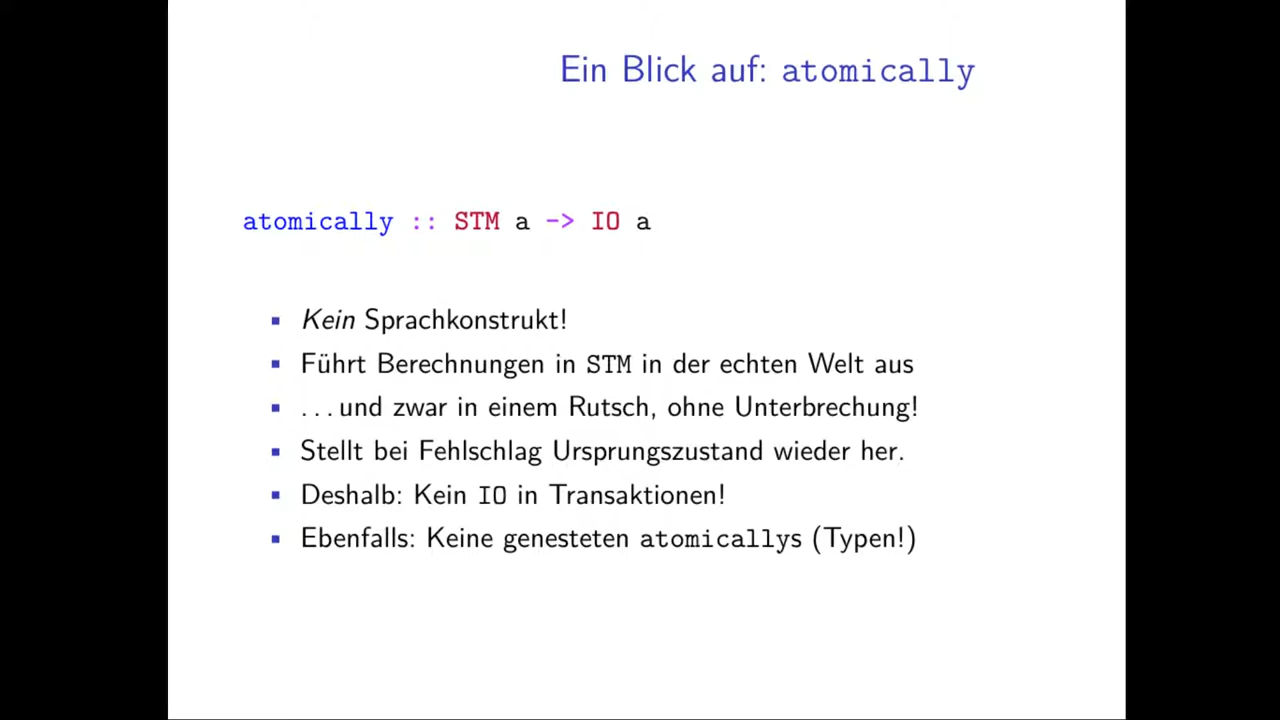 Ein Blick auf: atomically
atomically :: STM a -> IO a
▪ Kein Sprachkonstrukt!
▪ Führt Berechnungen in STM in der echten Welt aus
▪ ...und zwar in einem Rutsch, ohne Unterbrechung!
▪ Stellt bei Fehlschlag Ursprungszustand wieder her.
▪ Deshalb: Kein IO in Transaktionen!
▪ Ebenfalls: Keine genesteten atomicallys (Typen!)